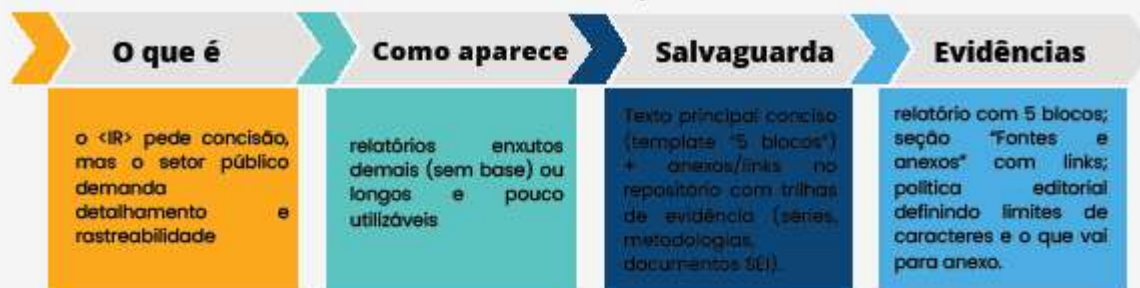 O que é
Como aparece
Salvaguarda
Evidências
o <IR> pede concisão,
mas o setor público
demanda
detalhamento e
rastreabilidade
relatórios enxutos
demais (sem base) ou
longos e pouco
utilizáveis
Texto principal conciso
(template "5 blocos")
+ anexos/links no
repositório com trilhas
de evidência (séries,
metodologias,
documentos SEI).
relatório com 5 blocos;
seção "Fontes e
anexos" com links;
política editorial
definindo limites de
caracteres e o que vai
para anexo.